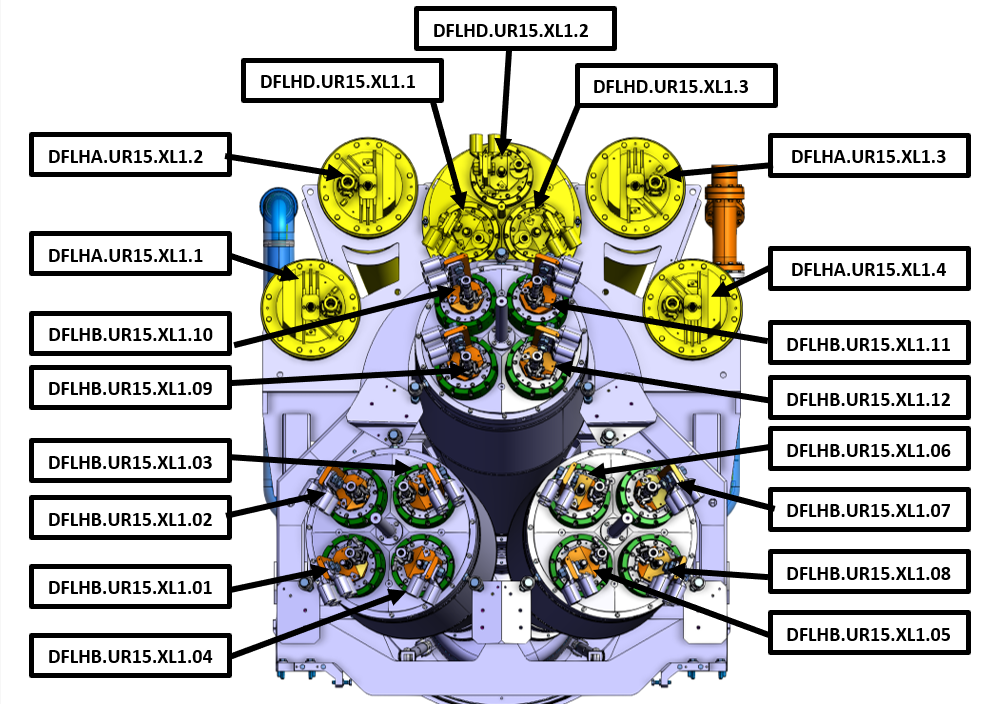 DFLHD.UR15.XL1.2
DFLHD.UR15.XL1.1
DFLHD.UR15.XL1.3
DFLHA.UR15.XL1.2
DFLHA.UR15.XL1.3
DFLHA.UR15.XL1.1
DFLHA.UR15.XL1.4
DFLHB.UR15.XL1.10
DFLHB.UR15.XL1.11
DFLHB.UR15.XL1.09
DFLHB.UR15.XL1.12
DFLHB.UR15.XL1.03
DFLHB.UR15.XL1.06
DFLHB.UR15.XL1.02
DFLHB.UR15.XL1.07
DFLHB.UR15.XL1.01
DFLHB.UR15.XL1.08
DFLHB.UR15.XL1.04
DFLHB.UR15.XL1.05